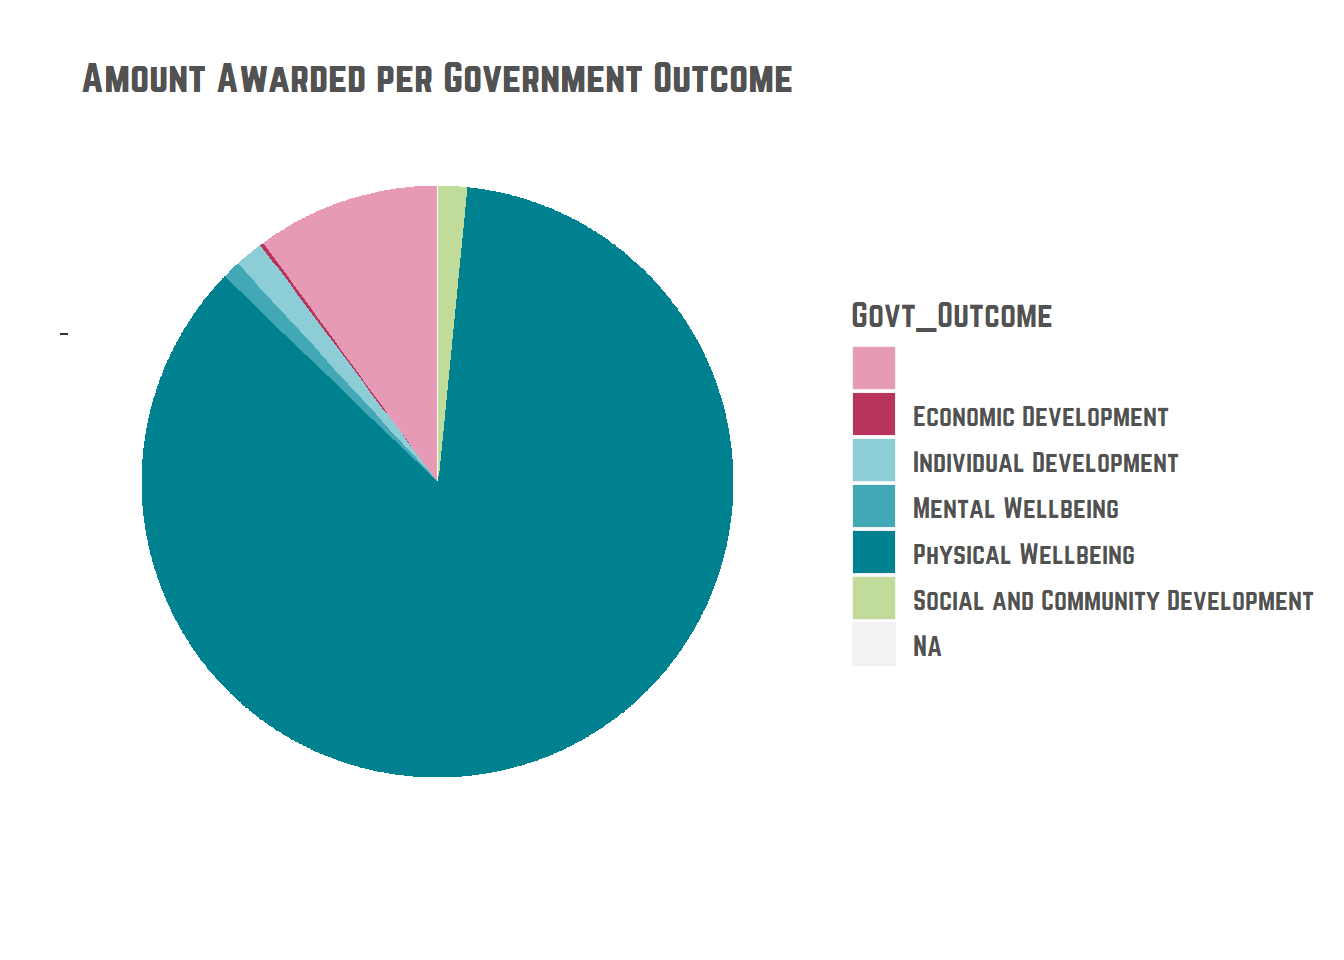 Amount Awarded per Government Outcome
Govt_Outcome
Economic Development
Individual Development
Mental Wellbeing
Physical Wellbeing
Social and Community Development
NA